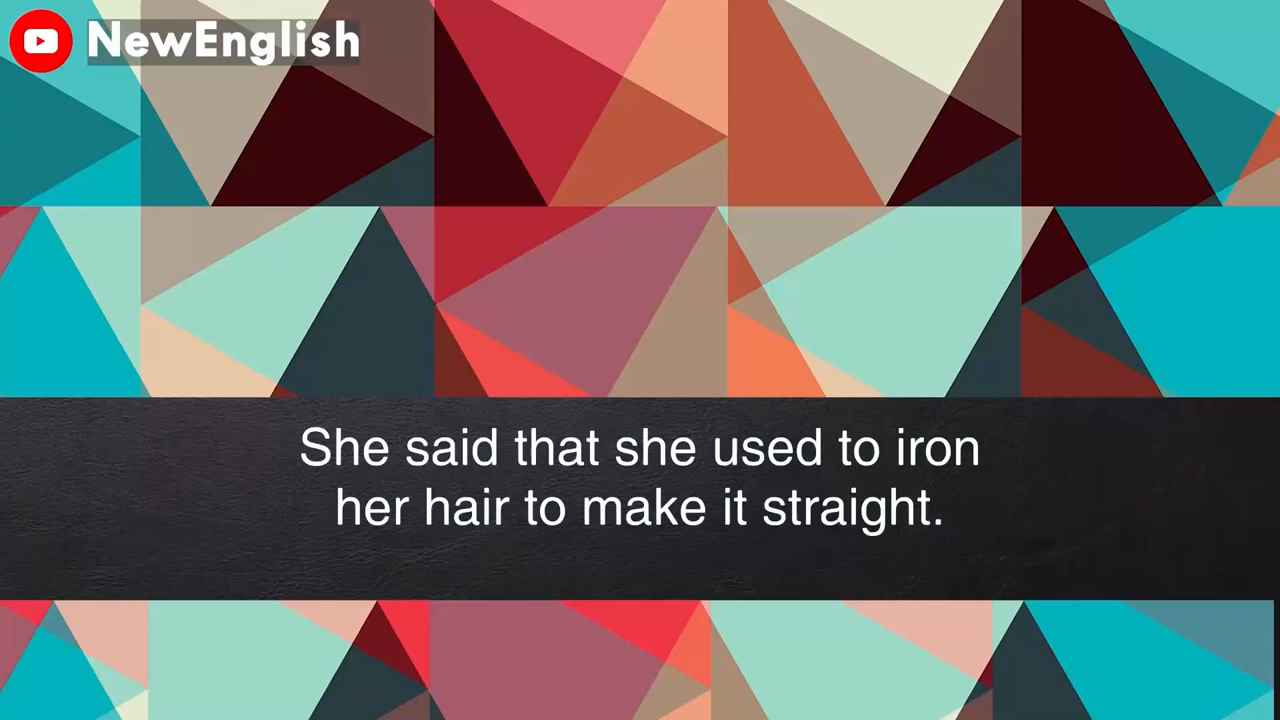 NewEnglish
She said that she used to iron
her hair to make it straight.